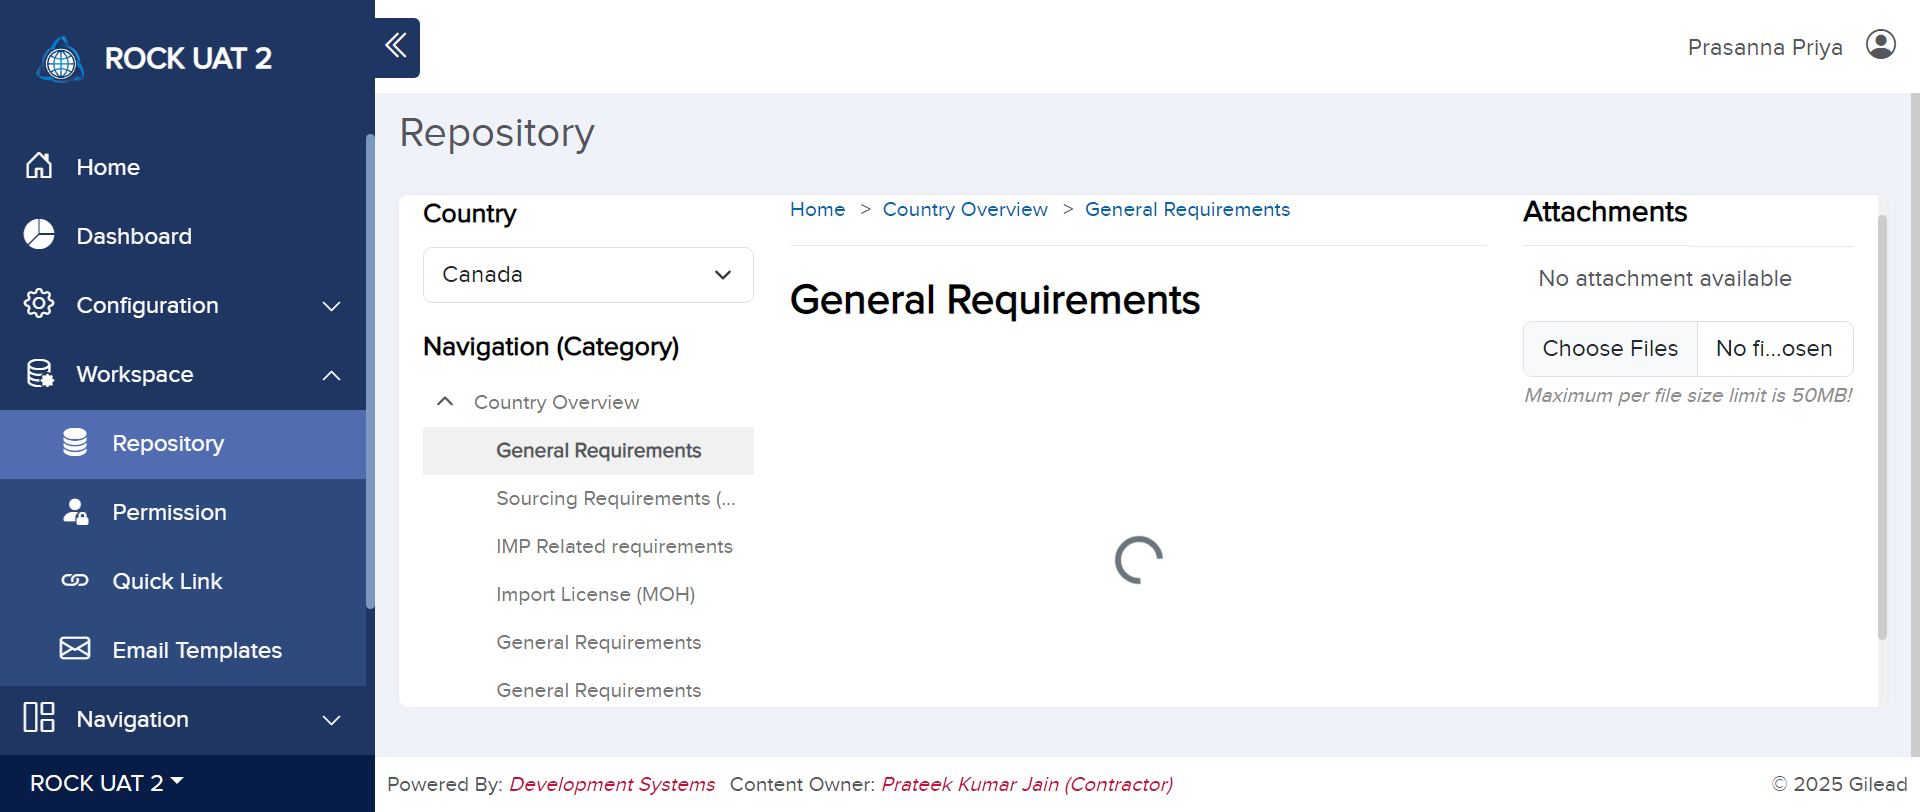 ROCK UAT 2
Home
Dashboard
Configuration
Workspace
Repository
Permission
Quick Link
Email Templates
Navigation
ROCK UAT 2
Prasanna Priya
Repository
Country
Canada
Navigation (Category)
Country Overview
General Requirements
Sourcing Requirements (...
IMP Related requirements
Import License (MOH)
General Requirements
General Requirements
Home > Country Overview > General Requirements
General Requirements
Attachments
No attachment available
Choose Files No fi...osen
Maximum per file size limit is 50MB!
Powered By: Development Systems Content Owner: Prateek Kumar Jain (Contractor)
© 2025 Gilead